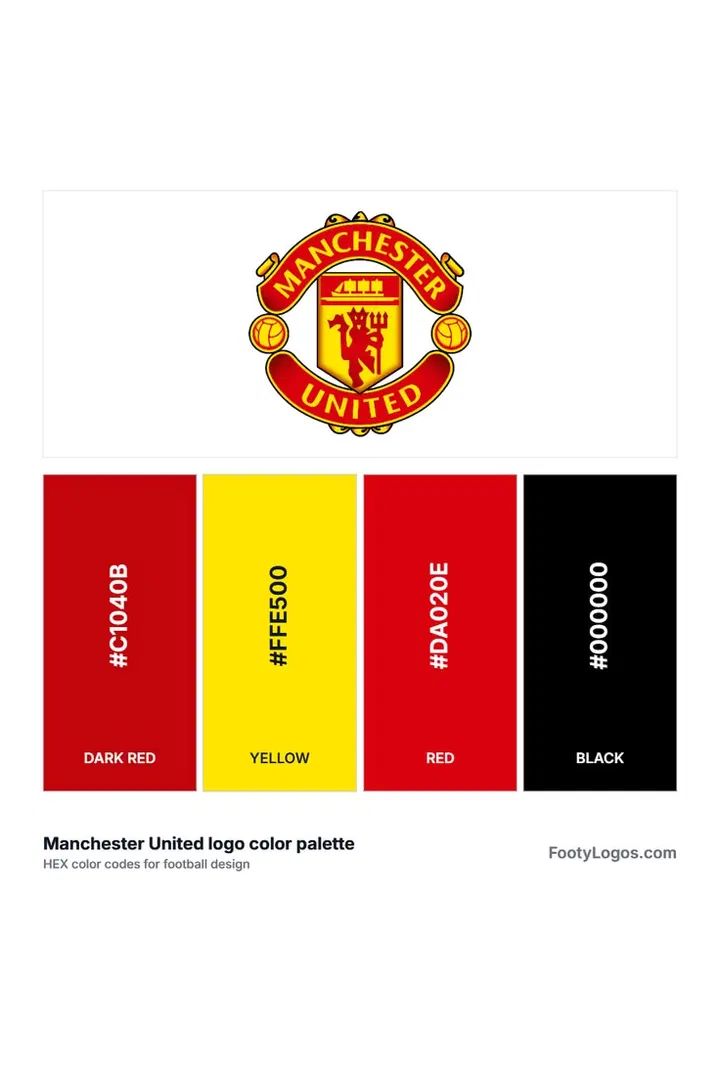 MANCHESTER
UNITED
#C1040B
DARK RED
#FFE500
YELLOW
#DA020E
RED
#000000
BLACK
Manchester United logo color palette
HEX color codes for football design
FootyLogos.com